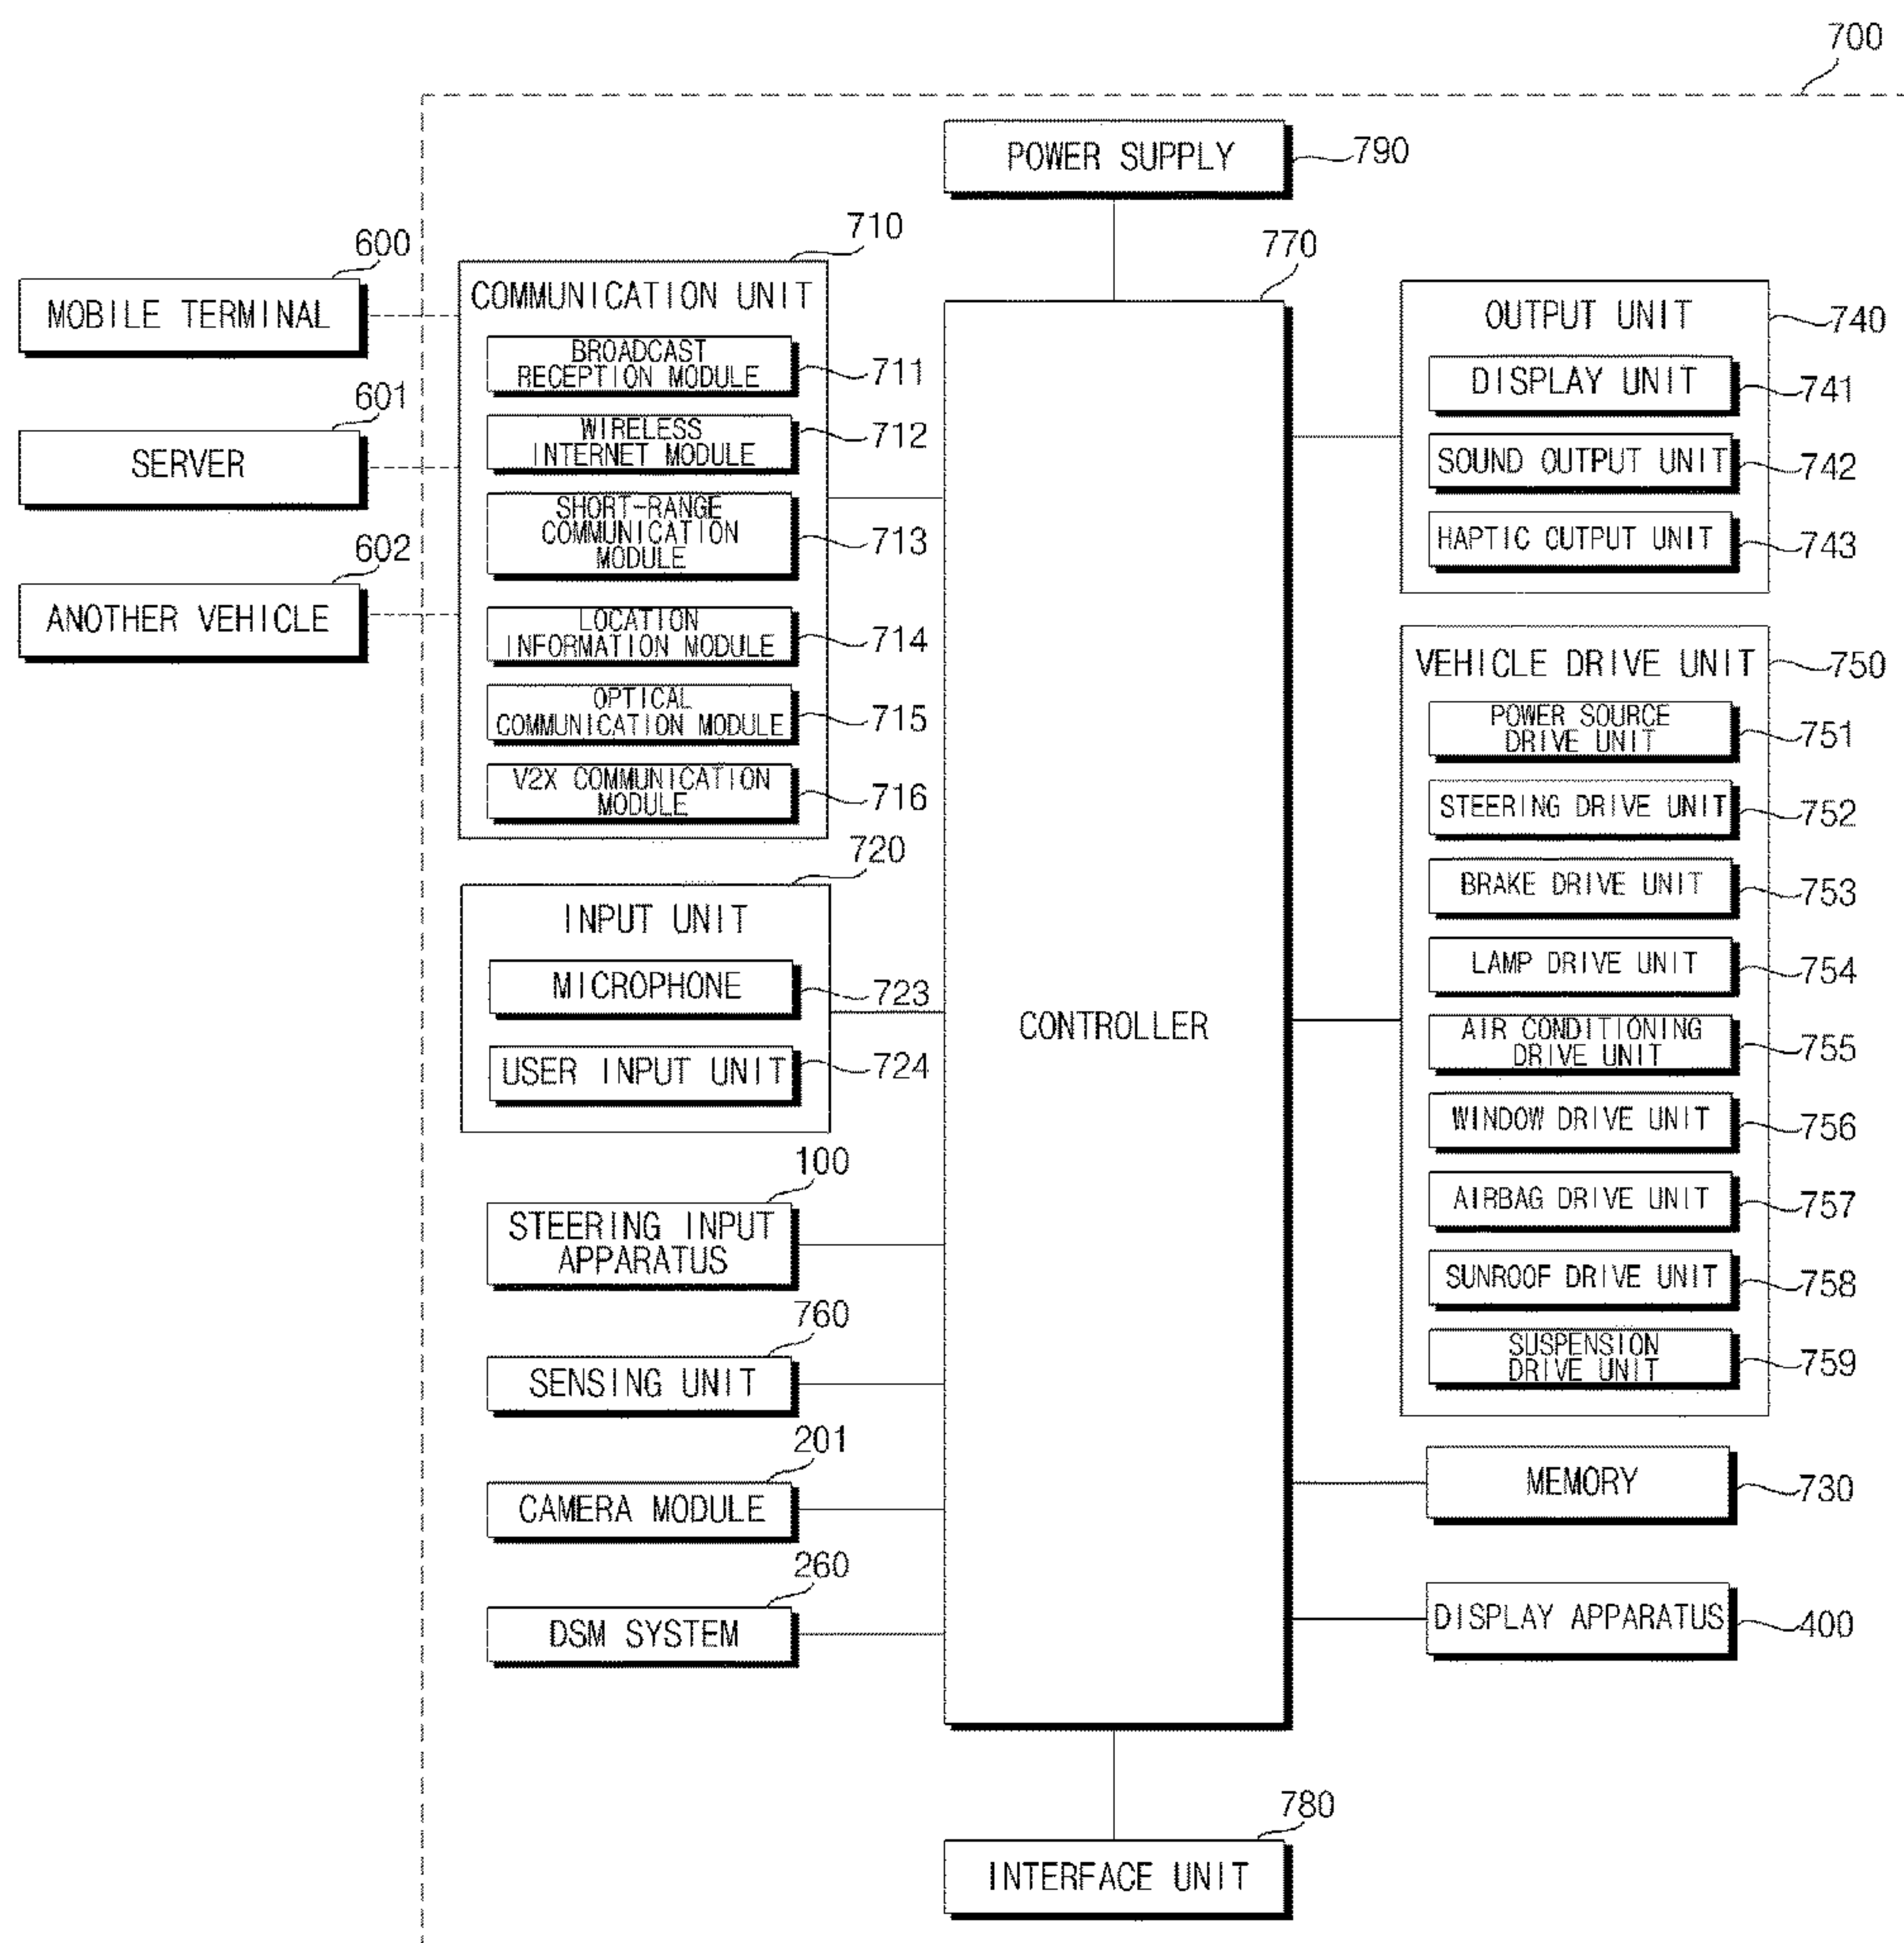 700
POWER SUPPLY
790
600
MOBILE TERMINAL
601
SERVER
602
ANOTHER VEHICLE
710
COMMUNICATION UNIT
BROADCAST
RECEPTION MODULE
711
WIRELESS
INTERNET MODULE
712
SHORT-RANGE
COMMUNICATION
MODULE
713
LOCATION
INFORMATION MODULE
714
OPTICAL
COMMUNICATION MODULE
715
V2X COMMUNICATION
MODULE
716
720
INPUT UNIT
MICROPHONE
723
USER INPUT UNIT
724
100
STEERING INPUT
APPARATUS
760
SENSING UNIT
201
CAMERA MODULE
260
DSM SYSTEM
770
CONTROLLER
OUTPUT UNIT
740
DISPLAY UNIT
741
SOUND OUTPUT UNIT
742
HAPTIC OUTPUT UNIT
743
VEHICLE DRIVE UNIT
750
POWER SOURCE
DRIVE UNIT
751
STEERING DRIVE UNIT
752
BRAKE DRIVE UNIT
753
LAMP DRIVE UNIT
754
AIR CONDITIONING
DRIVE UNIT
755
WINDOW DRIVE UNIT
756
AIRBAG DRIVE UNIT
757
SUNROOF DRIVE UNIT
758
SUSPENSION
DRIVE UNIT
759
MEMORY
730
DISPLAY APPARATUS
400
780
INTERFACE UNIT